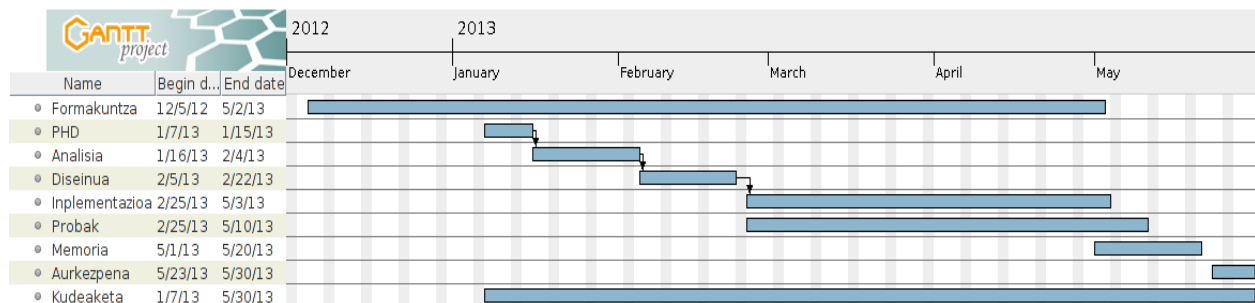 GANTT
project
2012 2013
December January February March April May
Name Begin d... End date
Formakuntza 12/5/12 5/2/13
PHD 1/7/13 1/15/13
Analisia 1/16/13 2/4/13
Diseinua 2/5/13 2/22/13
Inplementazioa 2/25/13 5/3/13
Probak 2/25/13 5/10/13
Memoria 5/1/13 5/20/13
Aurkezpena 5/23/13 5/30/13
Kudeaketa 1/7/13 5/30/13